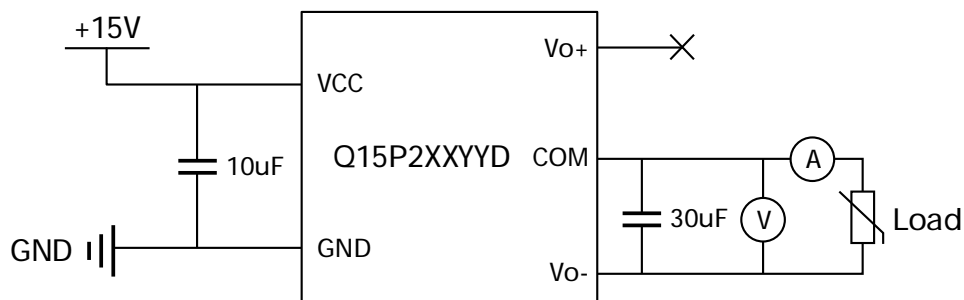 +15V
Vo+
VCC
10uF
Q15P2XXYYD
COM
A
30uF
V
Load
GND
GND
Vo-